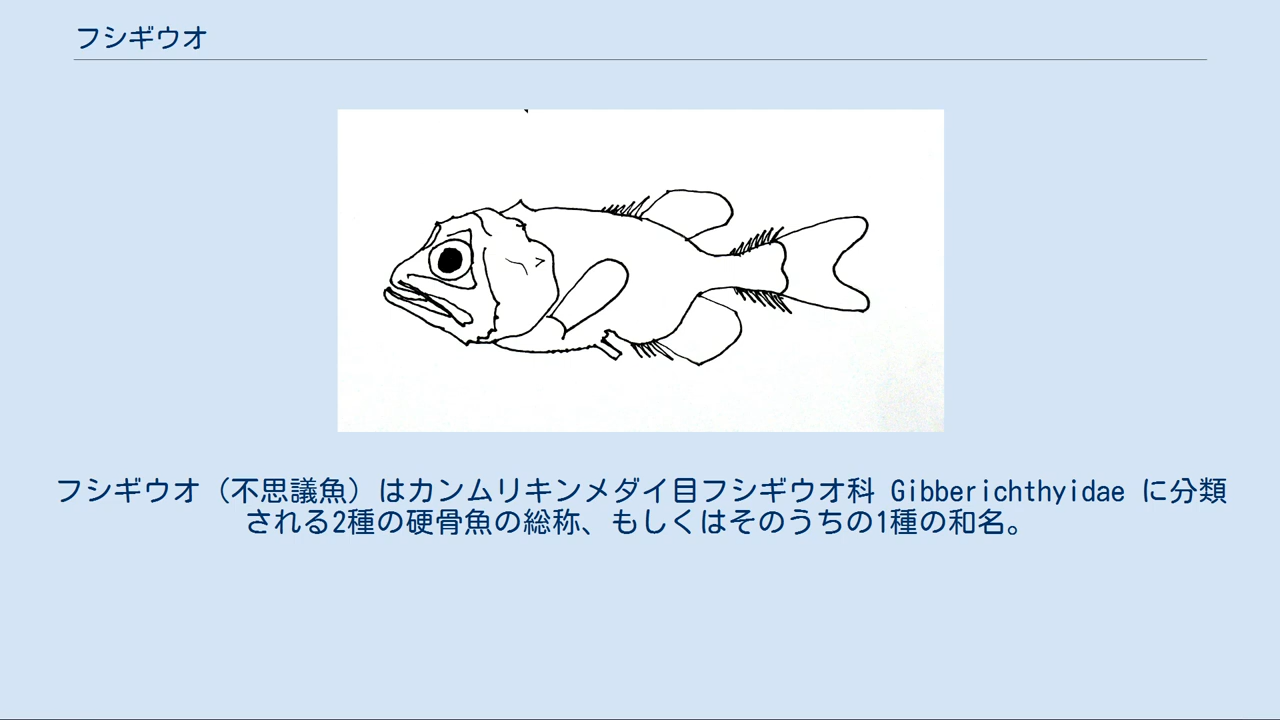 フシギウオ
フシギウオ（不思議魚）はカンムリキンメダイ目フシギウオ科 Gibberichthyidae に分類
される2種の硬骨魚の総称、もしくはそのうちの1種の和名。